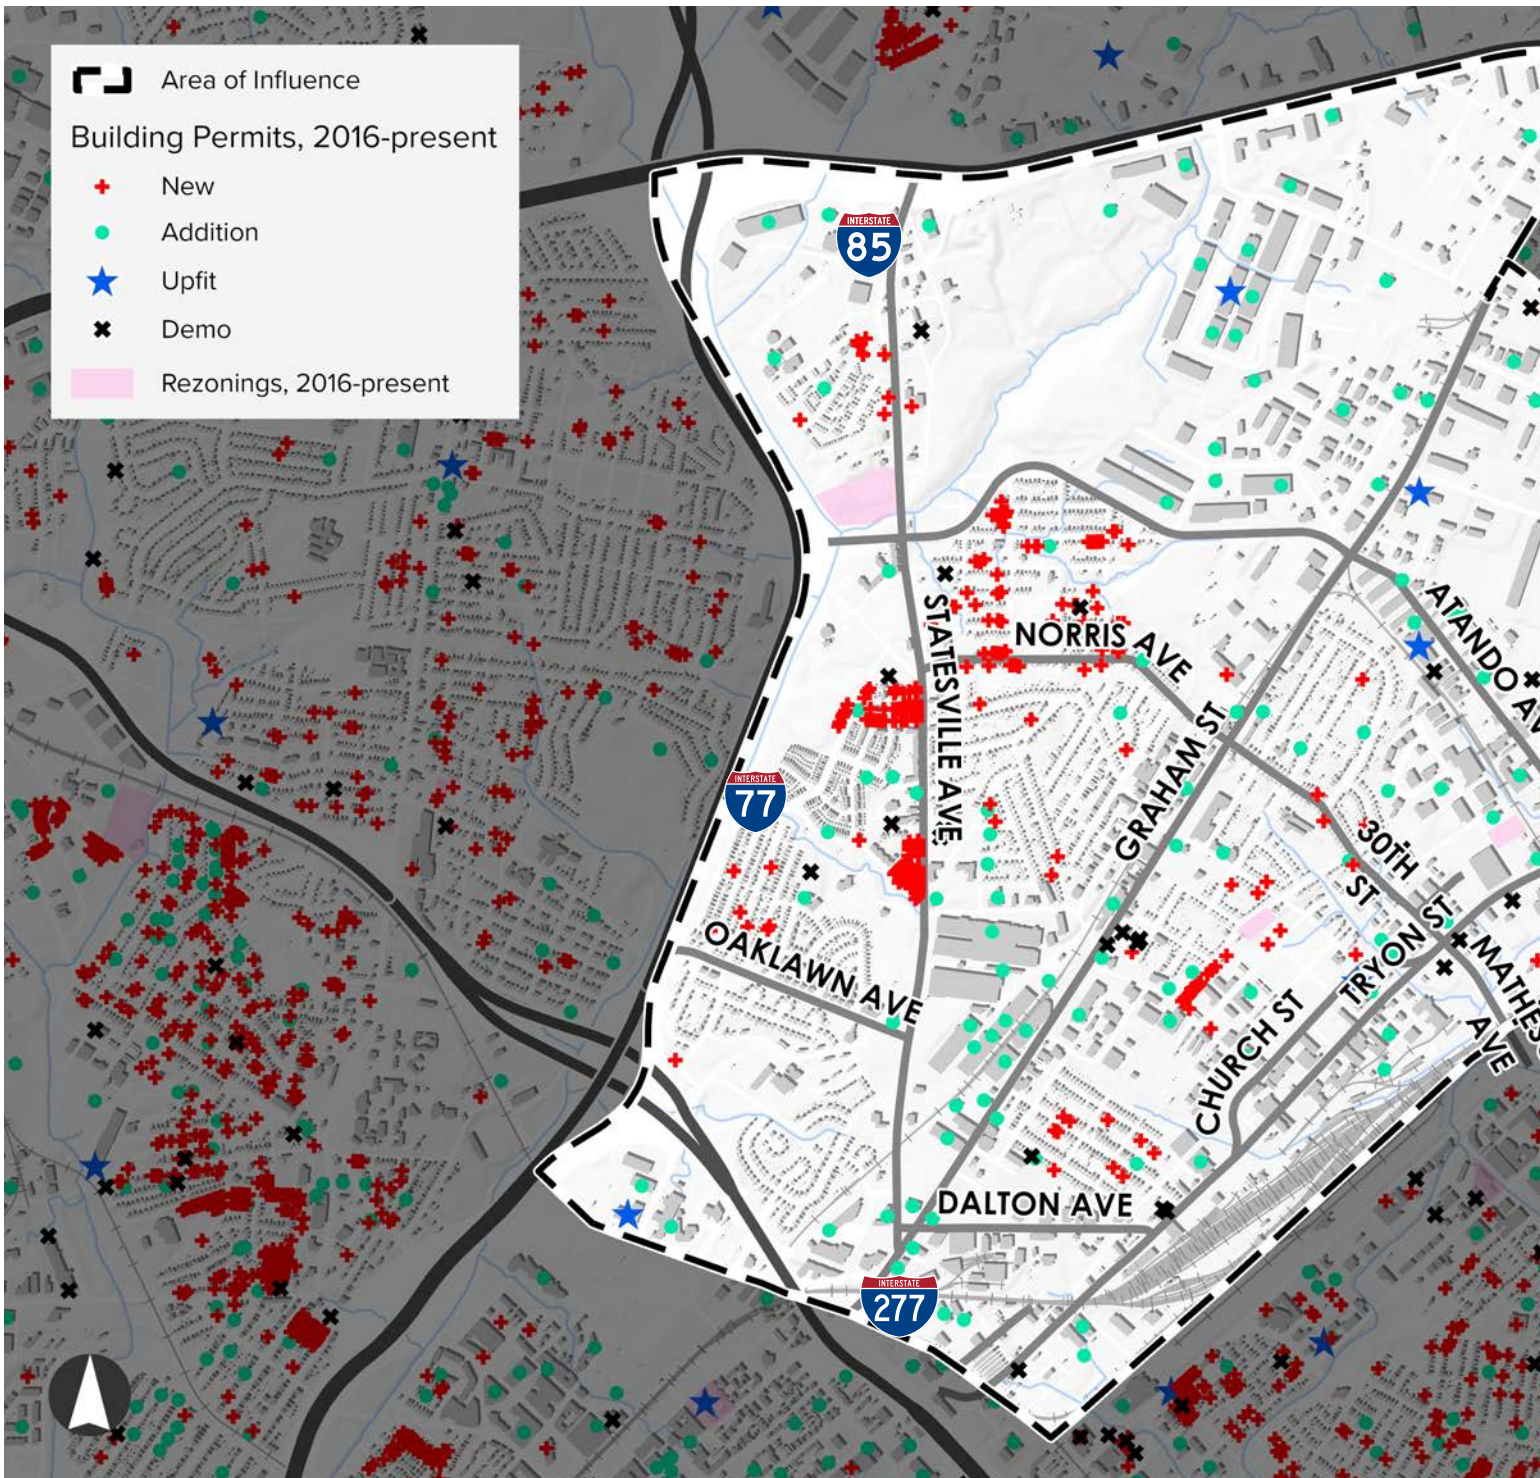 Area of Influence
Building Permits, 2016-present
New
Addition
Upfit
Demo
Rezonings, 2016-present
INTERSTATE
85
STATESVILLE AVE
NORRIS AVE
ATANDO AV
GRAHAM ST
INTERSTATE
77
30TH
ST
OAKLAWN AVE
TRYON ST
MATHES
AVE
CHURCH ST
DALTON AVE
INTERSTATE
277